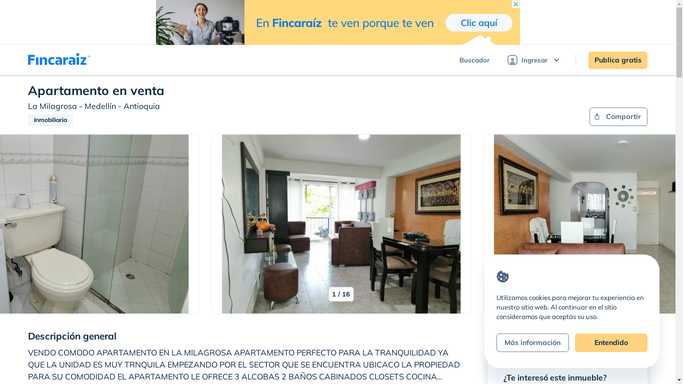 En Fincaraíz te ven porque te ven
Clic aquí
Fincaraiz
Buscador
Ingresar
Publica gratis
Apartamento en venta
La Milagrosa - Medellín - Antioquia
Inmobiliaria
Compartir
1 / 16
Utilizamos cookies para mejorar tu experiencia en
nuestro sitio web. Al continuar en el sitio
consideramos que aceptas su uso.
Más información
Entendido
Descripción general
VENDO COMODO APARTAMENTO EN LA MILAGROSA APARTAMENTO PERFECTO PARA LA TRANQUILIDAD YA
QUE LA UNIDAD ES MUY TRNQUILA EMPEZANDO POR EL SECTOR QUE SE ENCUENTRA UBICACO LA PROPIEDAD
PARA SU COMODIDAD EL APARTAMENTO LE OFRECE 3 ALCOBAS 2 BAÑOS CABINADOS CLOSETS COCINA...
¿Te interesó este inmueble?